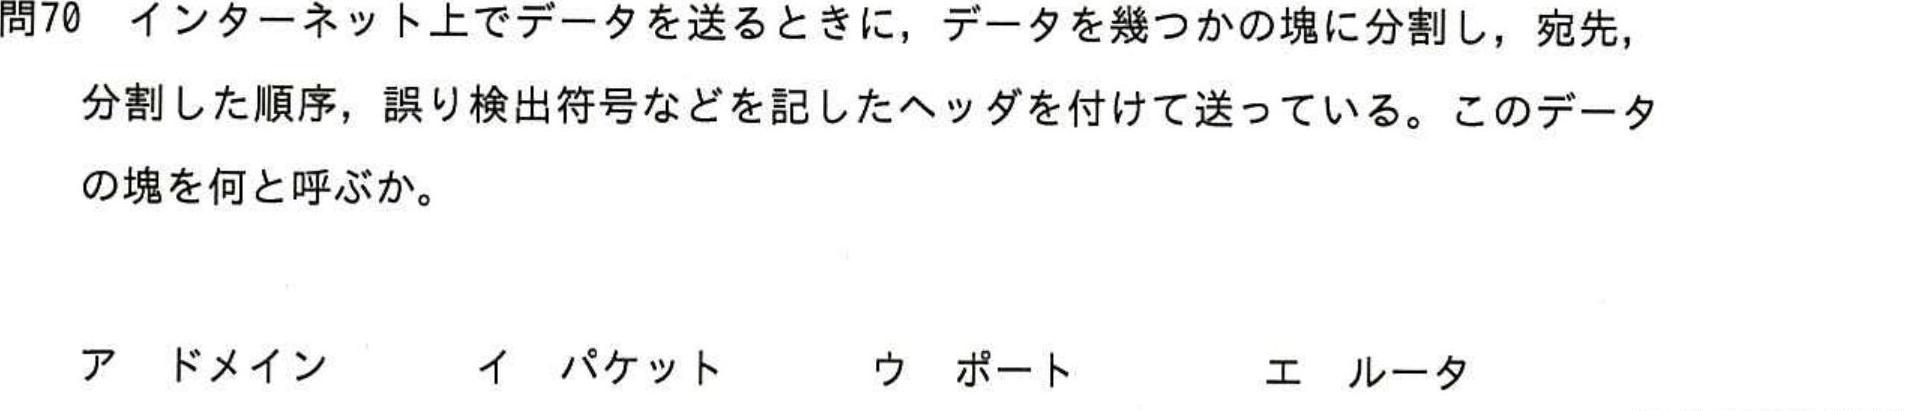 問70 インターネット上でデータを送るときに，データを幾つかの塊に分割し，宛先，
分割した順序，誤り検出符号などを記したヘッダを付けて送っている。このデータ
の塊を何と呼ぶか。
ア ドメイン イ パケット ウ ポート エ ルータ